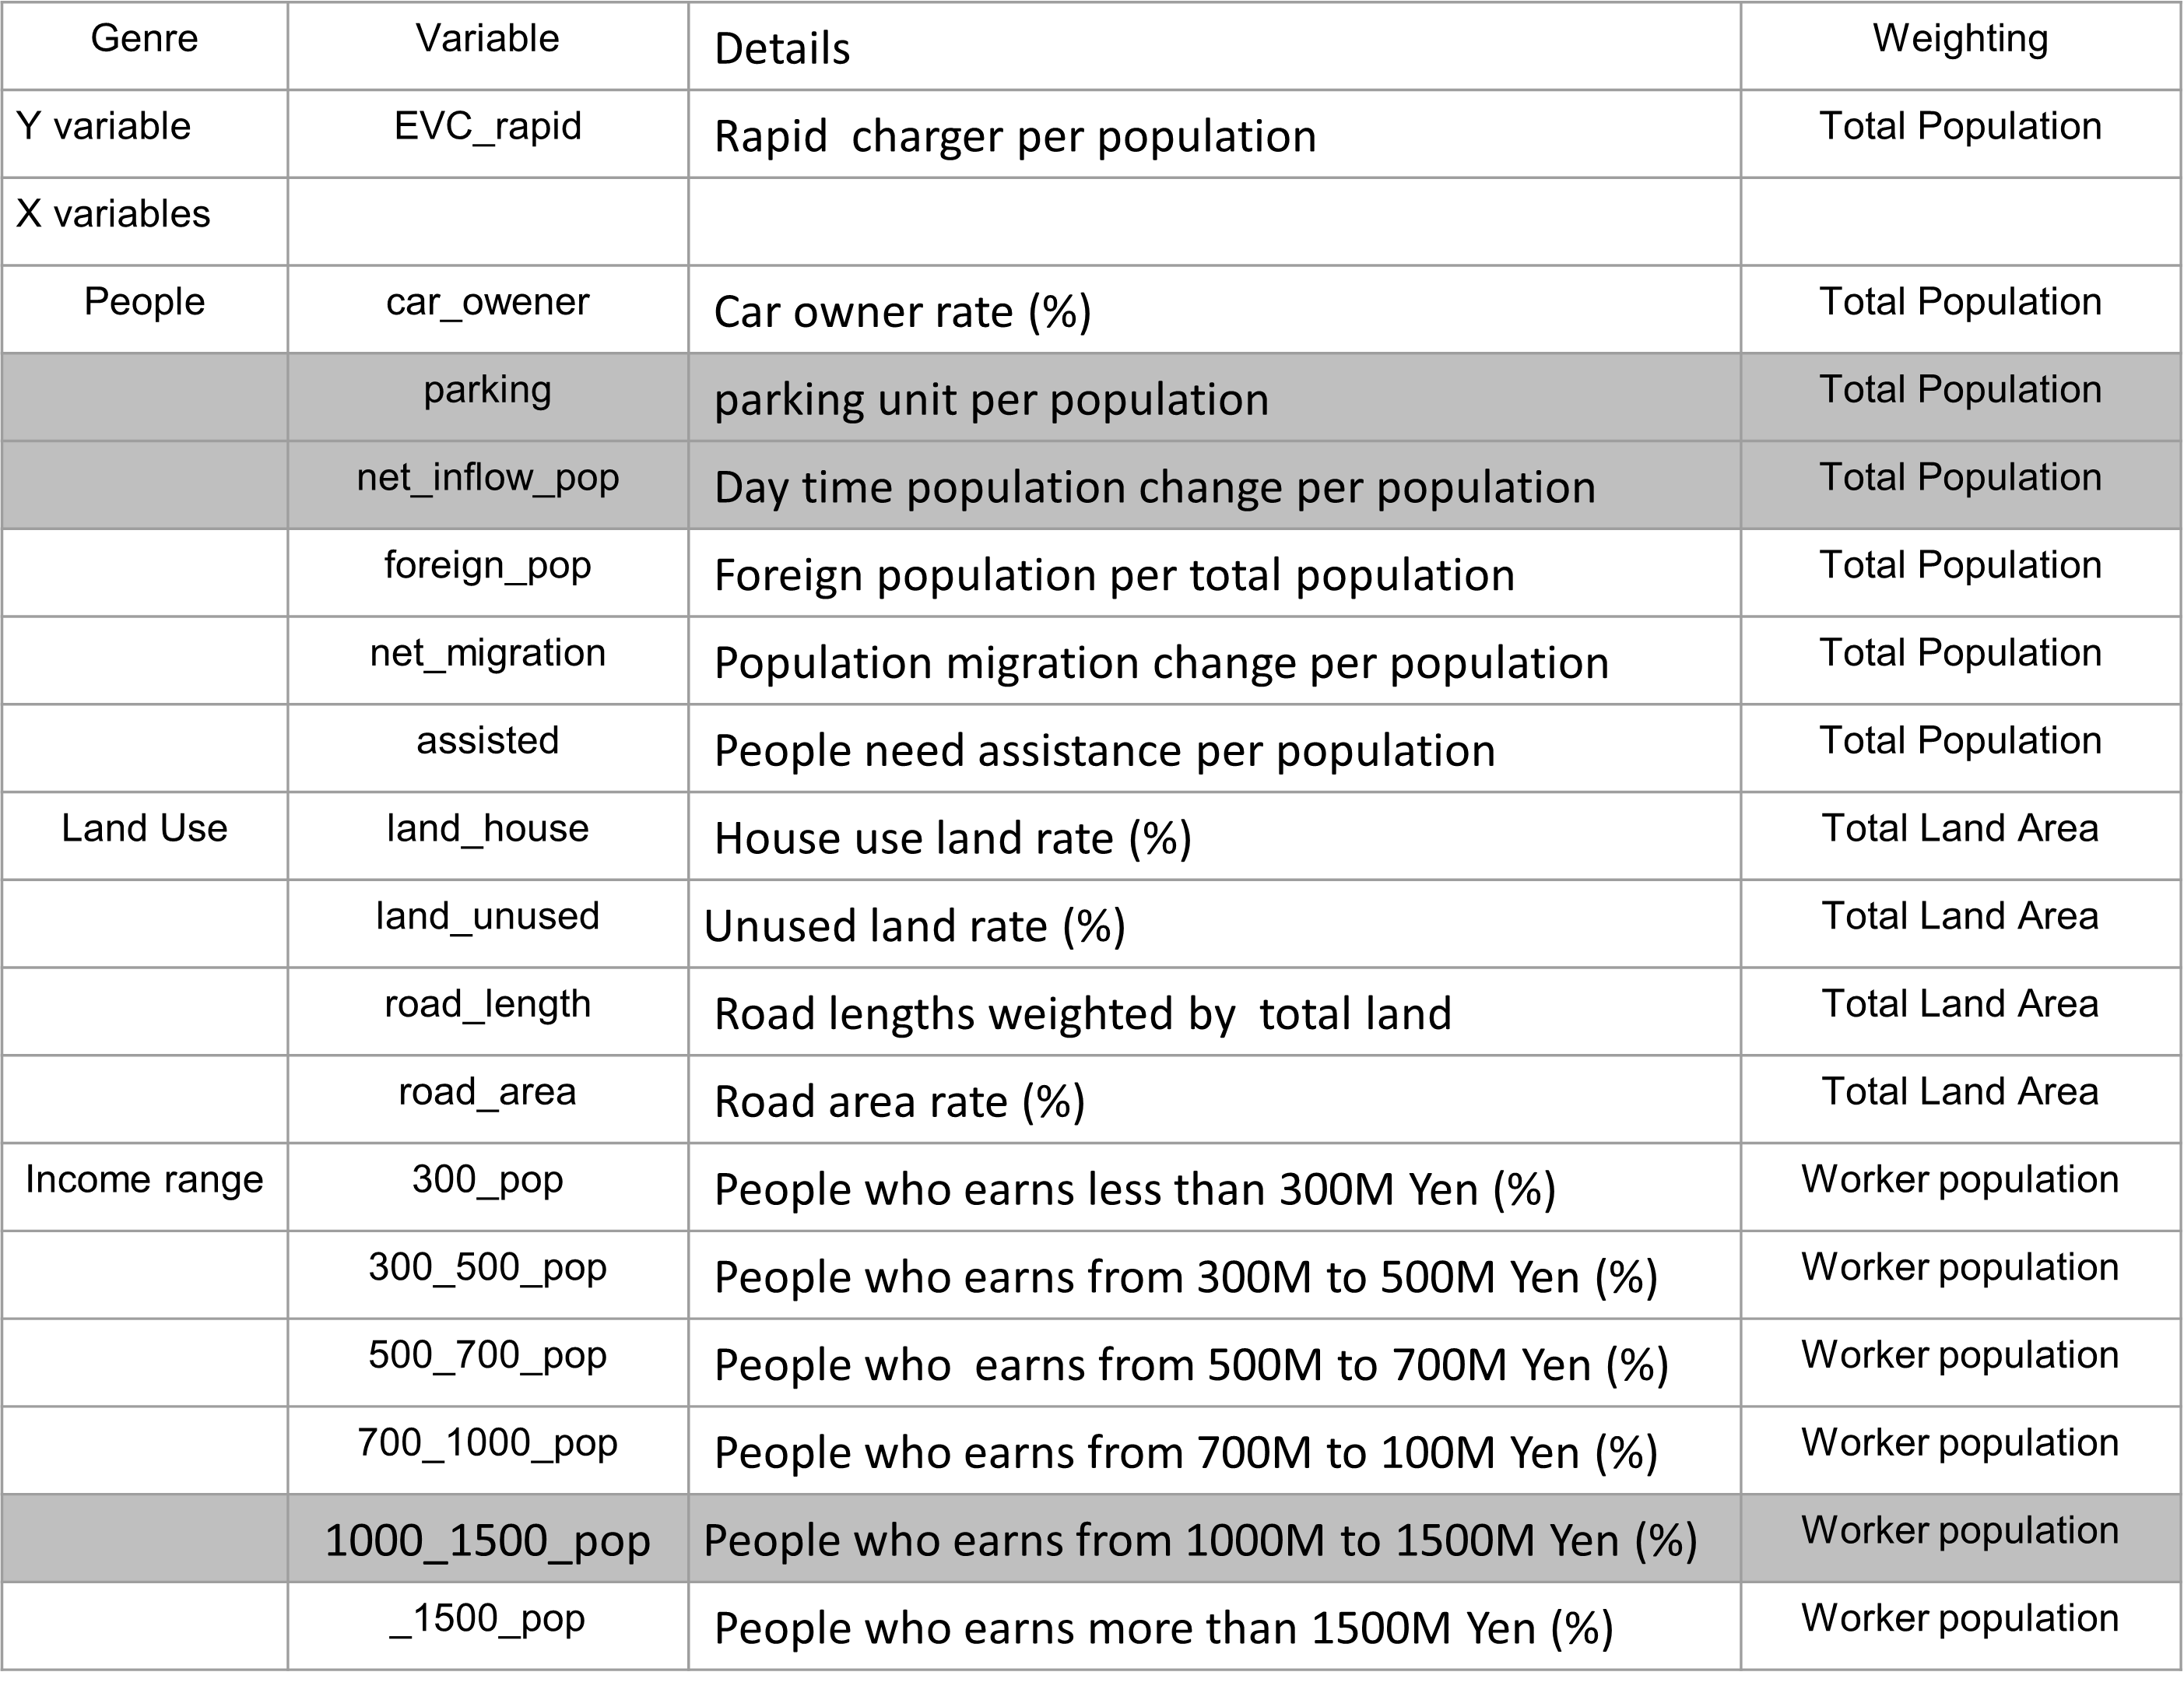 Genre Variable Details Weighting
Y variable EVC_rapid Rapid charger per population Total Population
X variables
People car_owener Car owner rate (%) Total Population
parking parking unit per population Total Population
net_inflow_pop Day time population change per population Total Population
foreign_pop Foreign population per total population Total Population
net_migration Population migration change per population Total Population
assisted People need assistance per population Total Population
Land Use land_house House use land rate (%) Total Land Area
land_unused Unused land rate (%) Total Land Area
road_length Road lengths weighted by total land Total Land Area
road_area Road area rate (%) Total Land Area
Income range 300_pop People who earns less than 300M Yen (%) Worker population
300_500_pop People who earns from 300M to 500M Yen (%) Worker population
500_700_pop People who earns from 500M to 700M Yen (%) Worker population
700_1000_pop People who earns from 700M to 100M Yen (%) Worker population
1000_1500_pop People who earns from 1000M to 1500M Yen (%) Worker population
_1500_pop People who earns more than 1500M Yen (%) Worker population